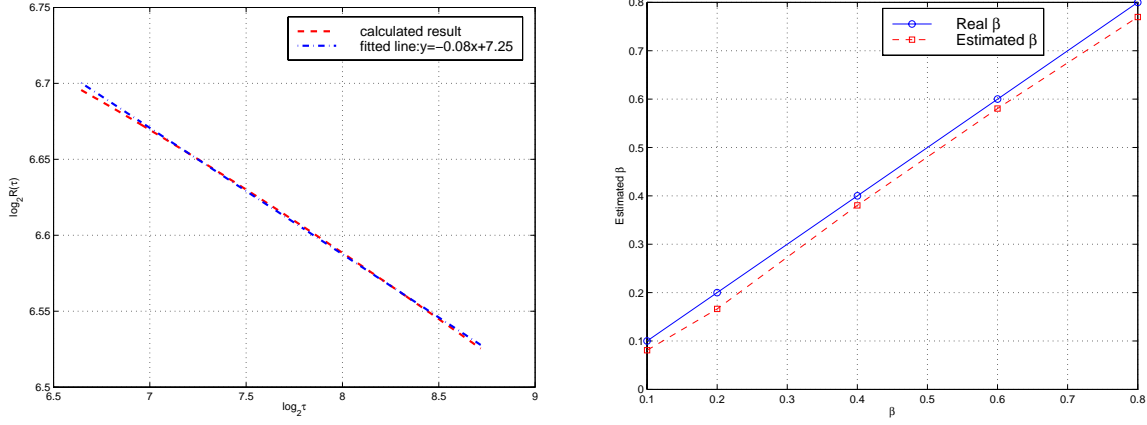 6.75
6.7
6.65
6.6
6.55
6.5
log2R(τ)
calculated result
fitted line:y=−0.08x+7.25
6.5 7 7.5 8 8.5 9
log2τ
0.8
0.7
0.6
0.5
0.4
0.3
0.2
0.10
0
Estimated β
Real β
Estimated β
0.1 0.2 0.3 0.4 0.5 0.6 0.7 0.8
β